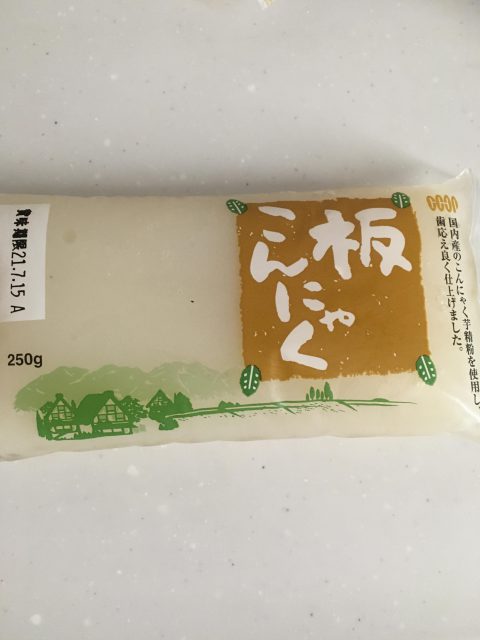 板
こんにゃく
COOP
国内産のこんにゃく芋精粉を使用し、
歯応え良く仕上げました。
賞味期限21.7.15 A
250g